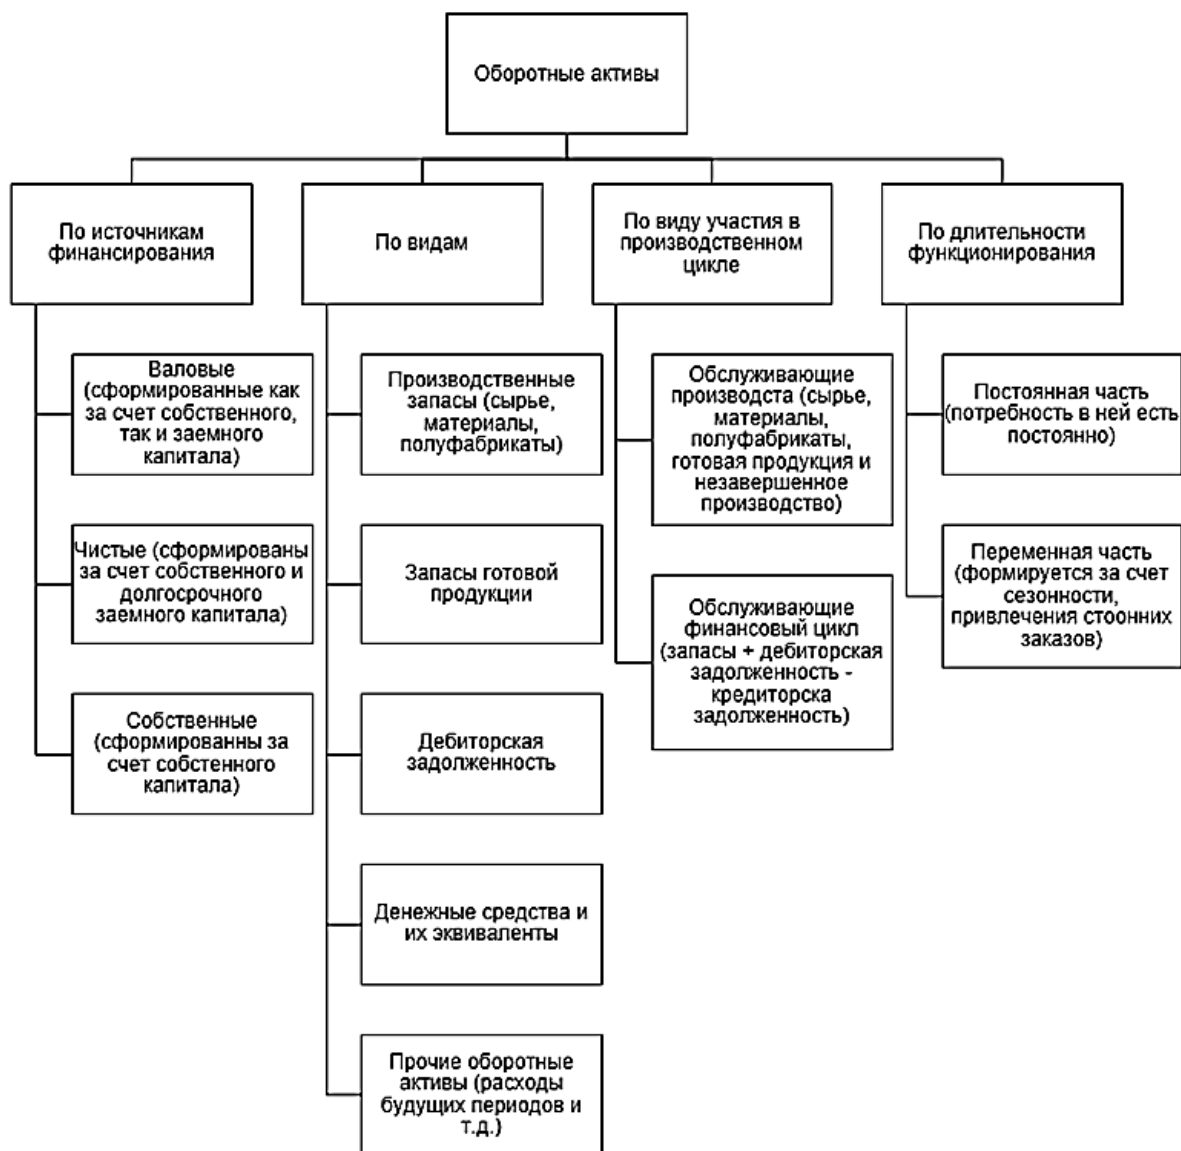 Оборотные активы
По источникам
финансирования
По видам
По виду участия в
производственном
цикле
По длительности
функционирования
Валовые
(сформированные как
за счет собственного,
так и заемного
капитала)
Чистые (сформированы
за счет собственного и
долгосрочного
заемного капитала)
Собственные
(сформированны за
счет собстенного
капитала)
Производственные
запасы (сырье,
материалы,
полуфабрикаты)
Запасы готовой
продукции
Дебиторская
задолженность
Денежные средства и
их эквиваленты
Прочие оборотные
активы (расходы
будущих периодов и
т.д.)
Обслуживающие
производста (сырье,
материалы,
полуфабрикаты,
готовая продукция и
незавершенное
производство)
Обслуживающие
финансовый цикл
(запасы + дебиторская
задолженность -
кредиторска
задолженность)
Постоянная часть
(потребность в ней есть
постоянно)
Переменная часть
(формируется за счет
сезонности,
привлечения стоонних
заказов)